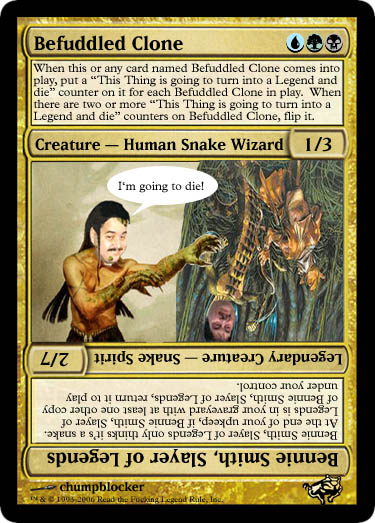 Befuddled Clone
When this or any card named Befuddled Clone comes into
play, put a “This Thing is going to turn into a Legend and
die” counter on it for each Befuddled Clone in play. When
there are two or more “This Thing is going to turn into a
Legend and die” counters on Befuddled Clone, flip it.
Creature — Human Snake Wizard 1/3
I'm going to die!
Bennie Smith, Slayer of Legends
Bennie Smith, Slayer of Legends only thinks it's a snake.
At the end of your upkeep, if Bennie Smith, Slayer of
Legends is in your graveyard with at least one other copy
of Bennie Smith, Slayer of Legends, return it to play
under your control.
Legendary Creature — Snake Spirit 2/7
chumpblocker
™ & © 1993-2006 Read the Fucking Legend Rule, Inc.